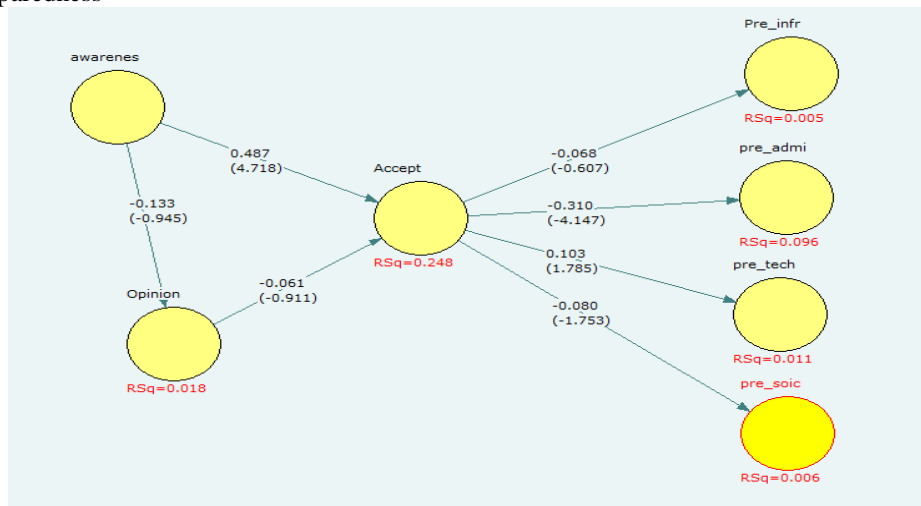 Pre_infr
awarenes
RSq=0.005
0.487
(4.718)
-0.068
(-0.607)
pre_admi
Accept
-0.133
(-0.945)
-0.310
(-4.147)
RSq=0.096
RSq=0.248
0.103
(1.785)
pre_tech
Opinion
-0.061
(-0.911)
-0.080
(-1.753)
RSq=0.011
RSq=0.018
pre_soic
RSq=0.006